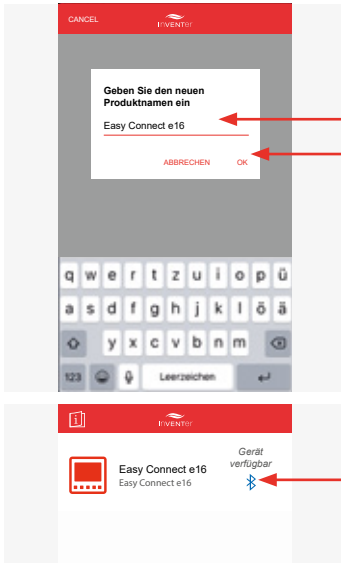 CANCEL
INVENTer
Geben Sie den neuen
Produktnamen ein
Easy Connect e16
ABBRECHEN OK
q w e r t z u i o p ü
a s d f g h j k l ö ä
y x c v b n m
123 Leerzeichen
i INVENTer
Gerät
verfügbar
Easy Connect e16
Easy Connect e16